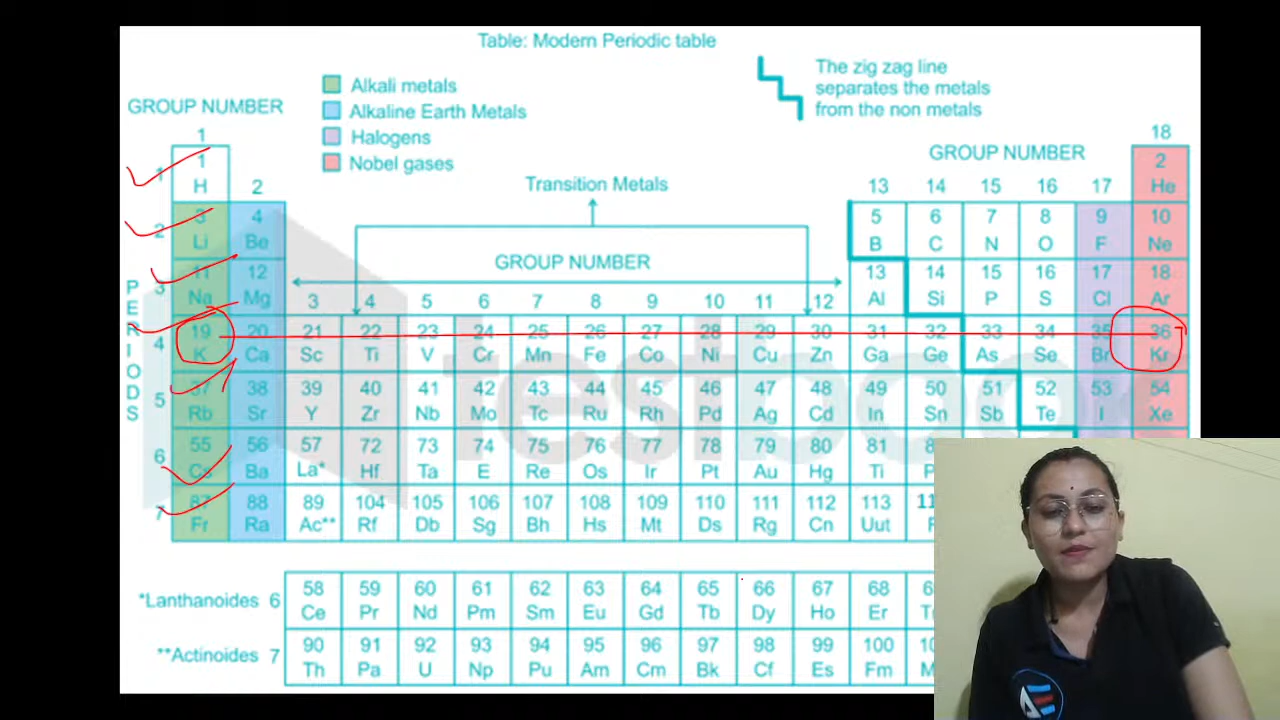 Table: Modern Periodic table
The zig zag line
separates the metals
from the non metals
Alkali metals
Alkaline Earth Metals
Halogens
Nobel gases
GROUP NUMBER
1
18
GROUP NUMBER
Transition Metals
1 1 2
H He
2 13 14 15 16 17
2 3 4 5 6 7 8 9 10
Li Be B C N O F Ne
GROUP NUMBER
3 11 12 13 14 15 16 17 18
Na Mg Al Si P S Cl Ar
3 4 5 6 7 8 9 10 11 12
PERIODS
4 19 20 21 22 23 24 25 26 27 28 29 30 31 32 33 34 35 36
K Ca Sc Ti V Cr Mn Fe Co Ni Cu Zn Ga Ge As Se Br Kr
5 37 38 39 40 41 42 43 44 45 46 47 48 49 50 51 52 53 54
Rb Sr Y Zr Nb Mo Tc Ru Rh Pd Ag Cd In Sn Sb Te I Xe
6 55 56 57 72 73 74 75 76 77 78 79 80 81
Cs Ba La* Hf Ta E Re Os Ir Pt Au Hg Ti
7 87 88 89 104 105 106 107 108 109 110 111 112 113
Fr Ra Ac** Rf Db Sg Bh Hs Mt Ds Rg Cn Uut
*Lanthanoides 6 58 59 60 61 62 63 64 65 66 67 68
Ce Pr Nd Pm Sm Eu Gd Tb Dy Ho Er
**Actinoides 7 90 91 92 93 94 95 96 97 98 99 100
Th Pa U Np Pu Am Cm Bk Cf Es Fm
testboo